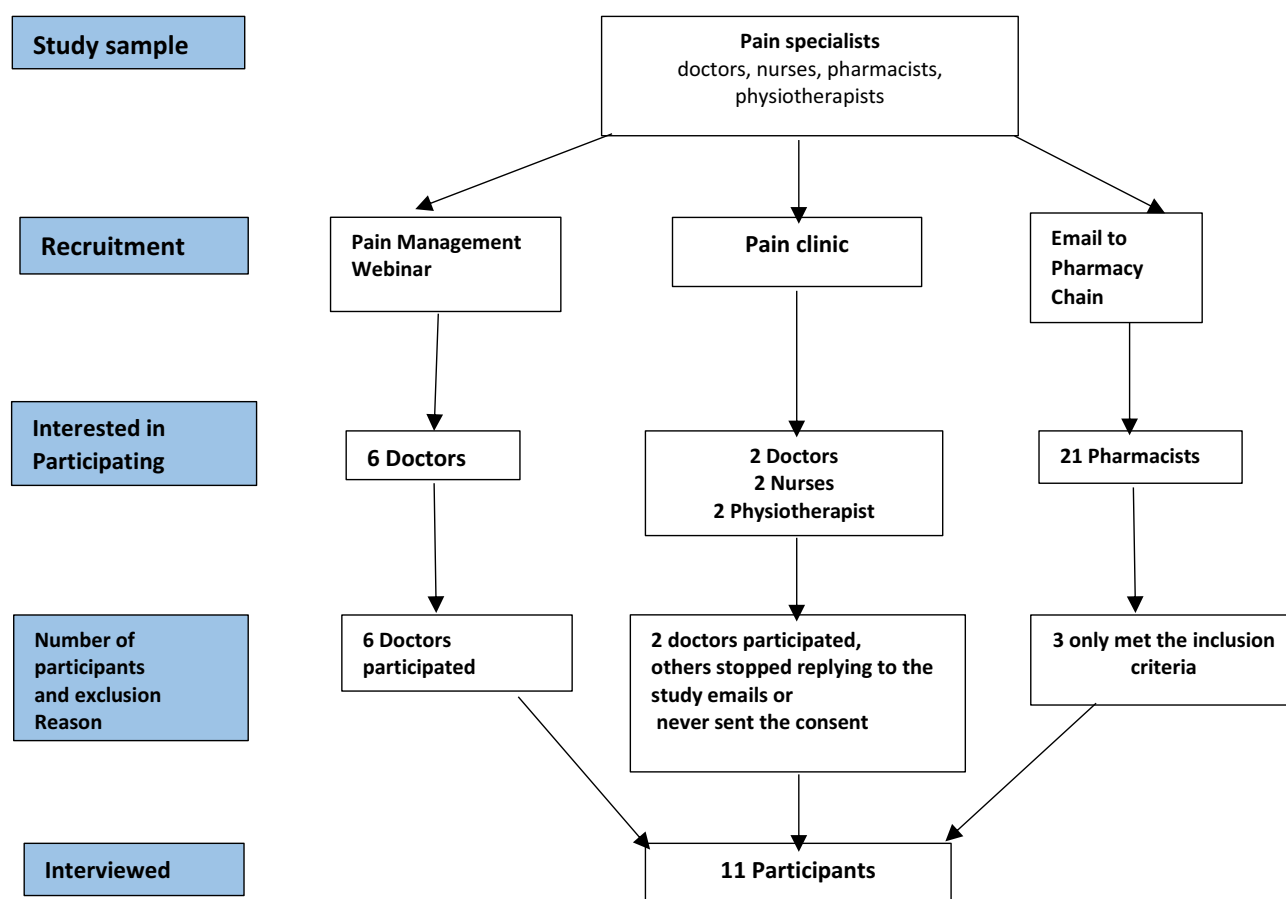 Study sample
Pain specialists
doctors, nurses, pharmacists,
physiotherapists
Recruitment
Pain Management
Webinar
Pain clinic
Email to
Pharmacy
Chain
Interested in
Participating
6 Doctors
2 Doctors
2 Nurses
2 Physiotherapist
21 Pharmacists
Number of
participants
and exclusion
Reason
6 Doctors
participated
2 doctors participated,
others stopped replying to the
study emails or
never sent the consent
3 only met the inclusion
criteria
Interviewed
11 Participants